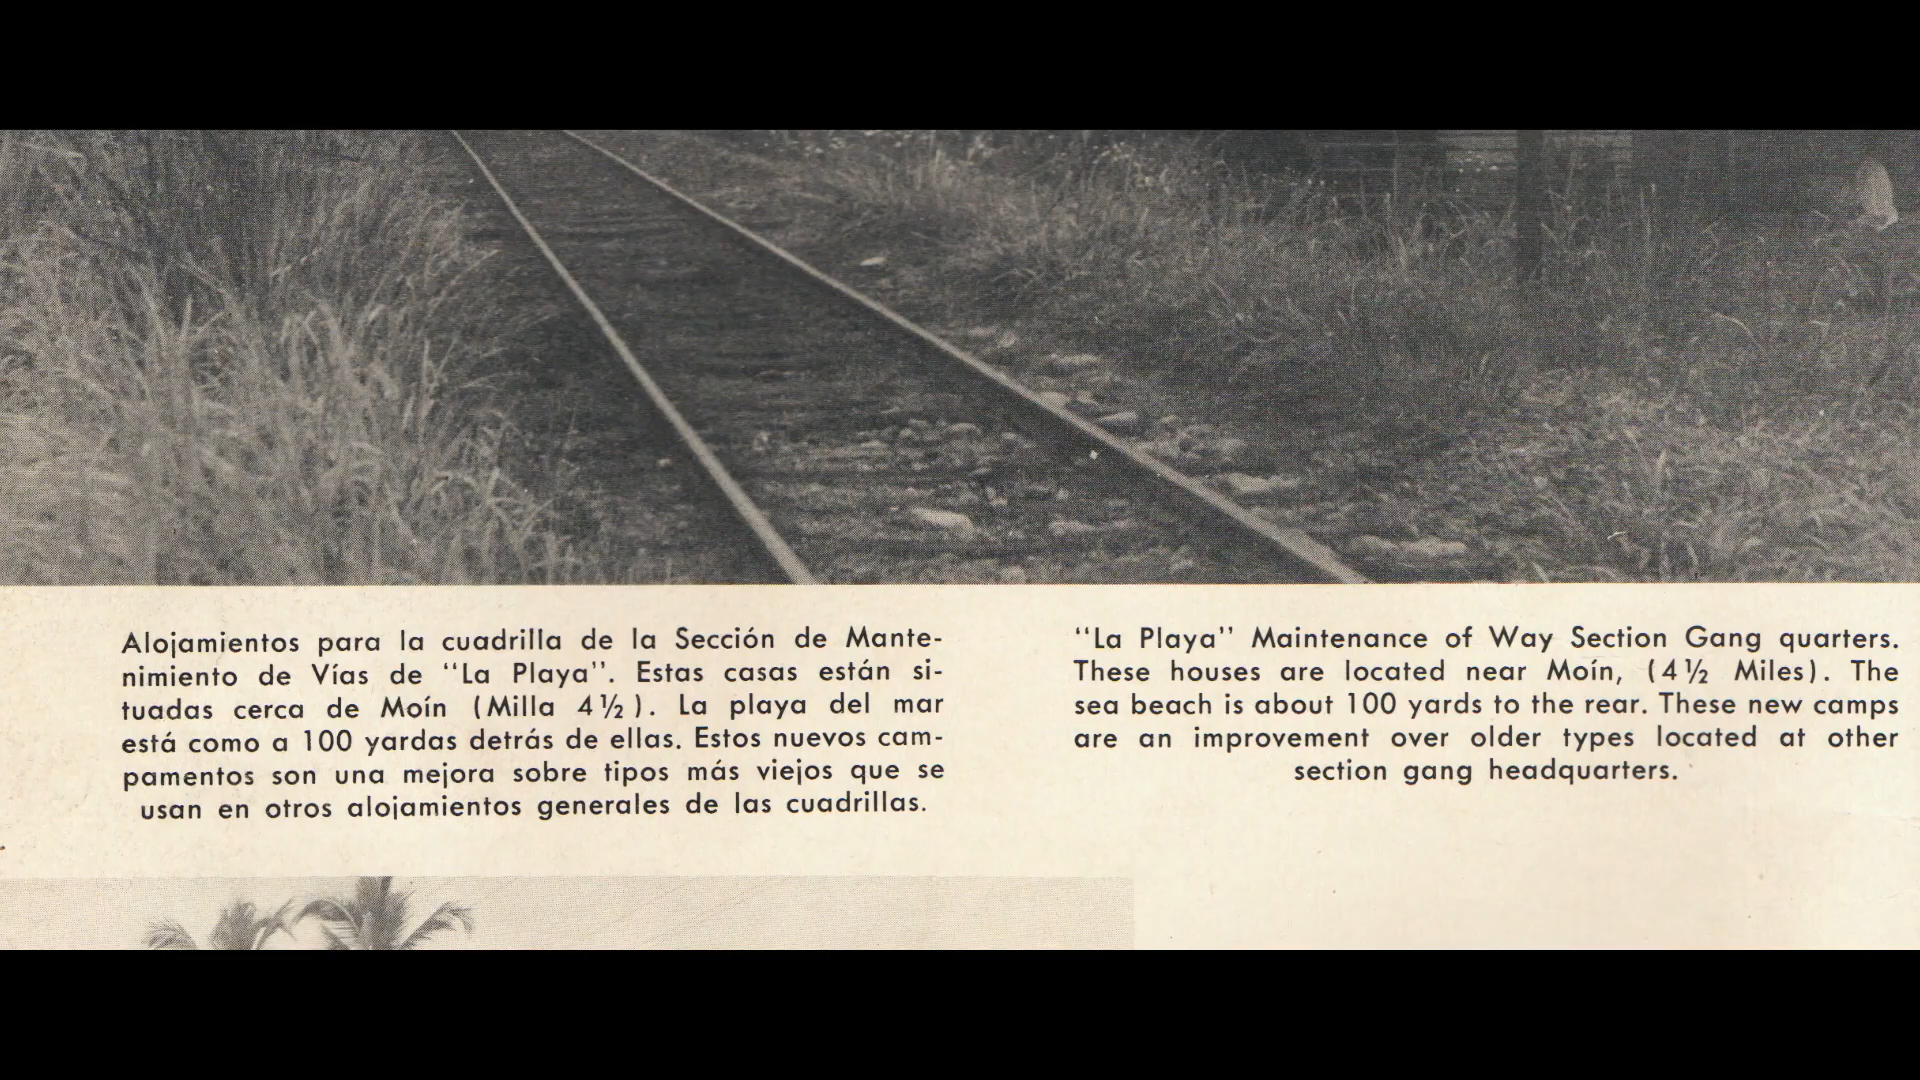 Alojamientos para la cuadrilla de la Sección de Mante-
nimiento de Vías de “La Playa”. Estas casas están si-
tuadas cerca de Moín (Milla 4½). La playa del mar
está como a 100 yardas detrás de ellas. Estos nuevos cam-
pamentos son una mejora sobre tipos más viejos que se
usan en otros alojamientos generales de las cuadrillas.
“La Playa” Maintenance of Way Section Gang quarters.
These houses are located near Moín, (4½ Miles). The
sea beach is about 100 yards to the rear. These new camps
are an improvement over older types located at other
section gang headquarters.